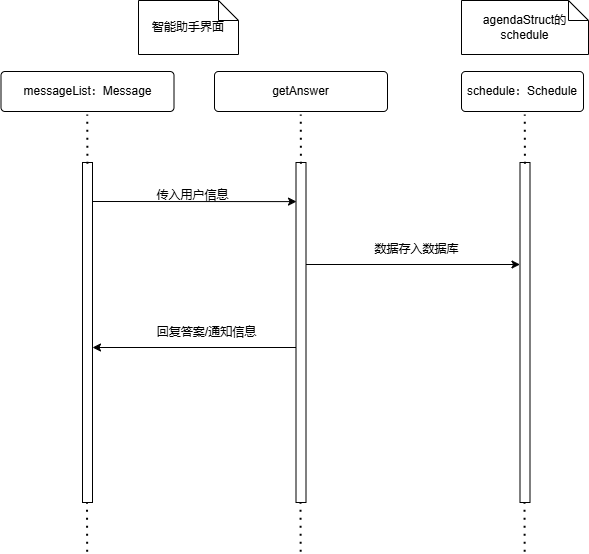 智能助手界面
agendaStruct的
schedule
messageList：Message
getAnswer
schedule：Schedule
传入用户信息
数据存入数据库
回复答案/通知信息